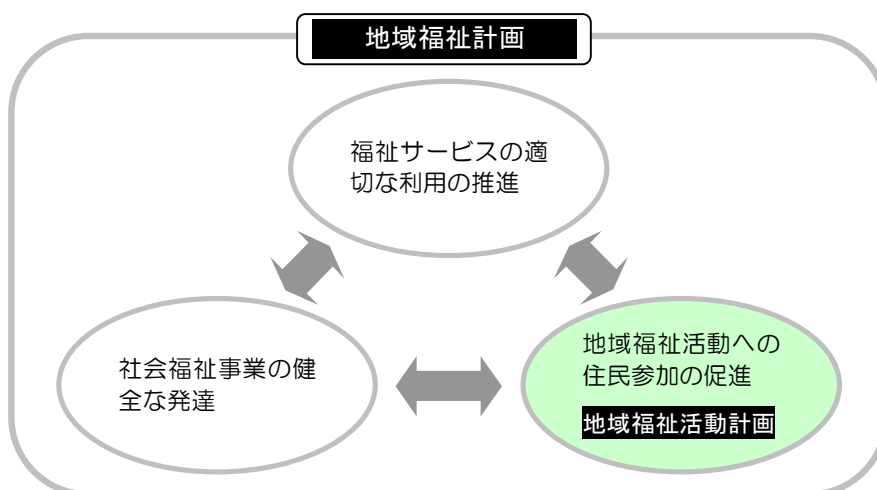 地域福祉計画
福祉サービスの適
切な利用の推進
社会福祉事業の健
全な発達
地域福祉活動への
住民参加の促進
地域福祉活動計画